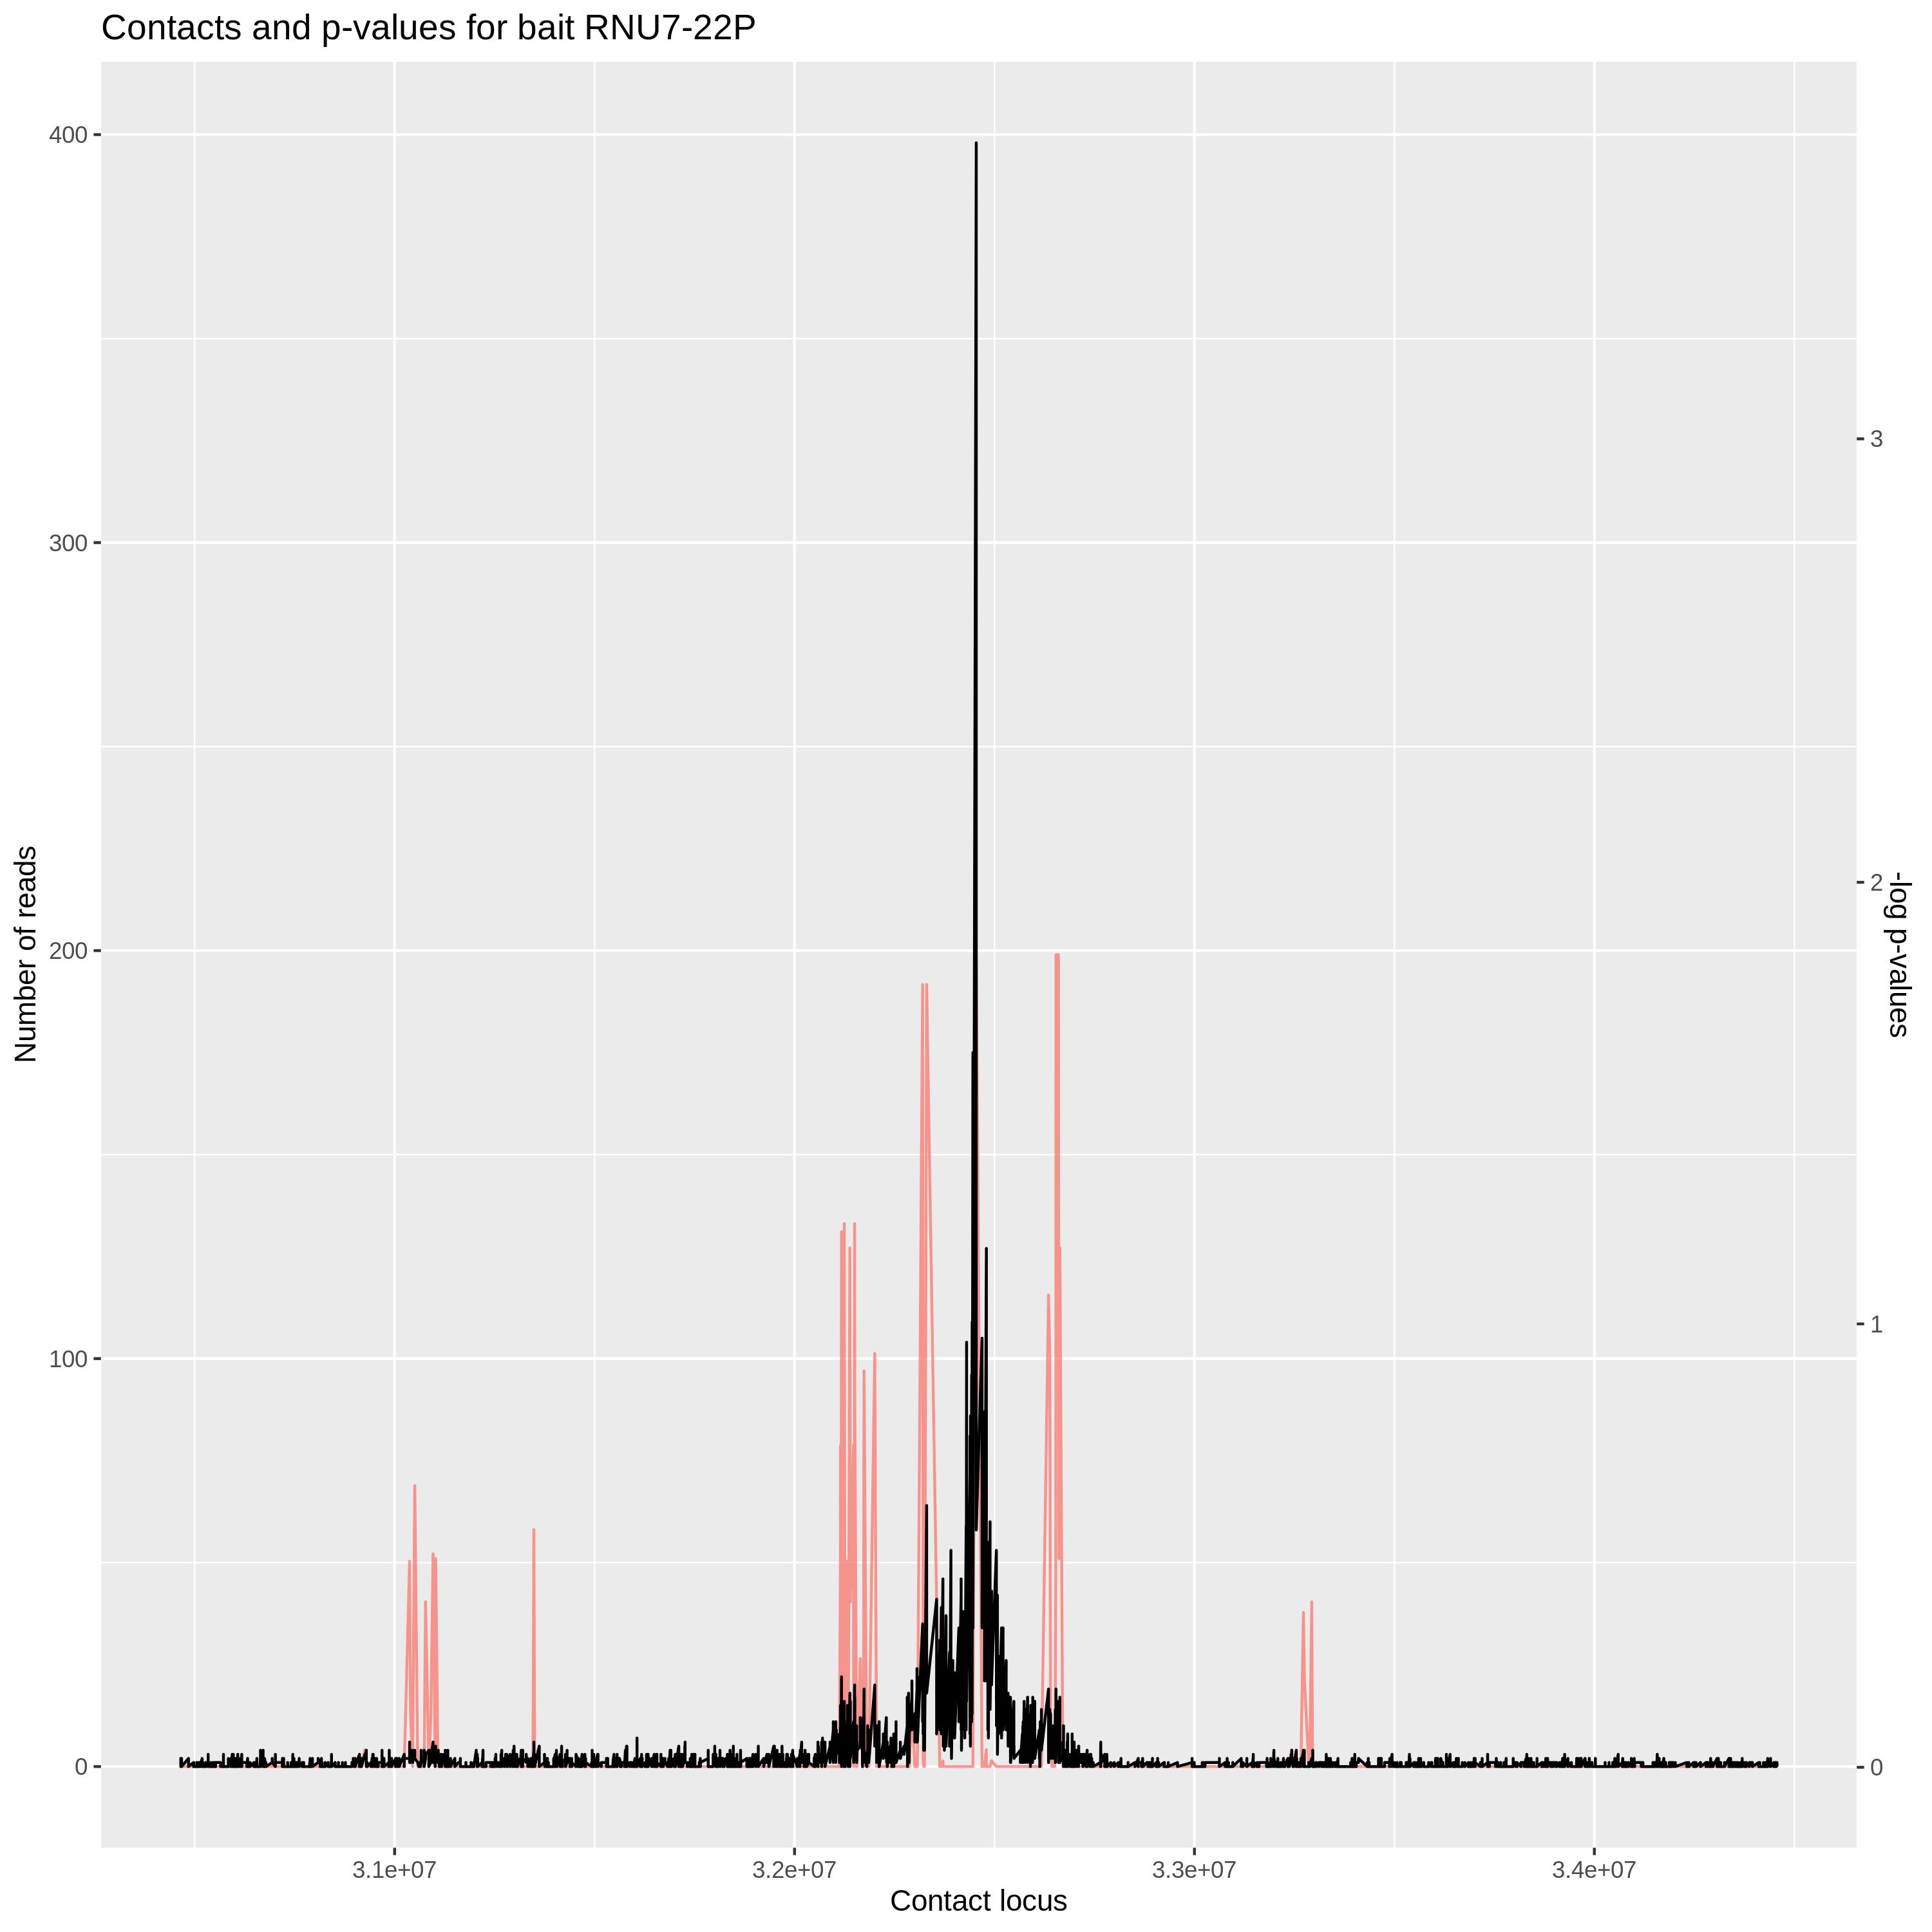 Contacts and p-values for bait RNU7-22P
400
300
200
100
0
Number of reads
3
2
1
0
-log p-values
3.1e+07 3.2e+07 3.3e+07 3.4e+07
Contact locus